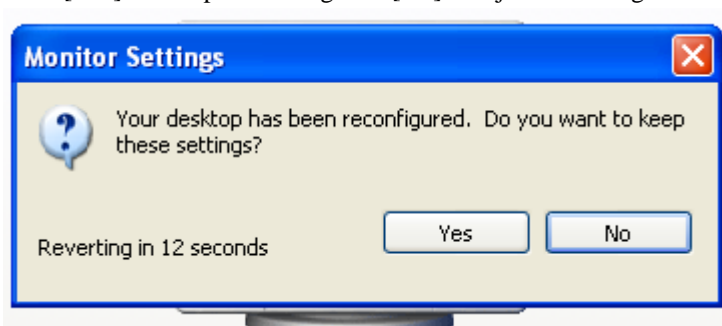 Monitor Settings
Your desktop has been reconfigured. Do you want to keep
these settings?
Reverting in 12 seconds
Yes
No